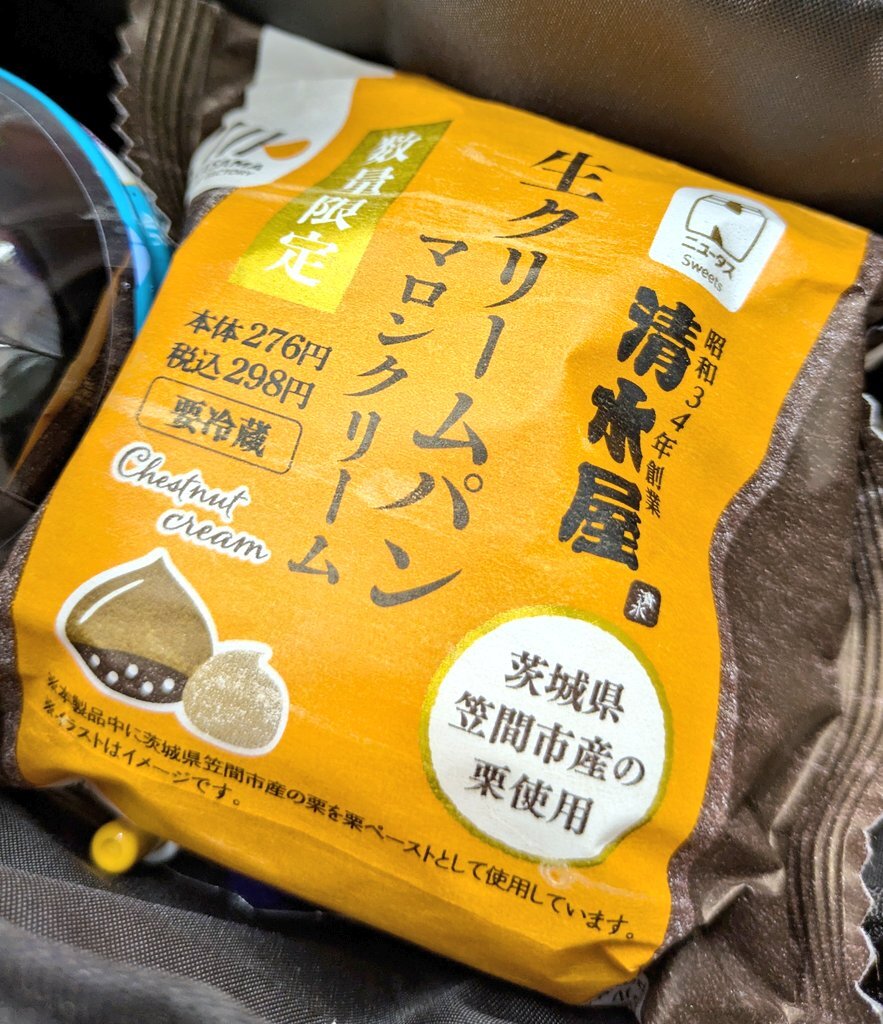 ニュータス
Sweets
昭和34年創業
清水屋
清水
生クリームパン
マロンクリーム
数量限定
本体276円
税込298円
要冷蔵
Chestnut
cream
茨城県
笠間市産の
栗使用
※本製品中に茨城県笠間市産の栗を栗ペーストとして使用しています。
※イラストはイメージです。